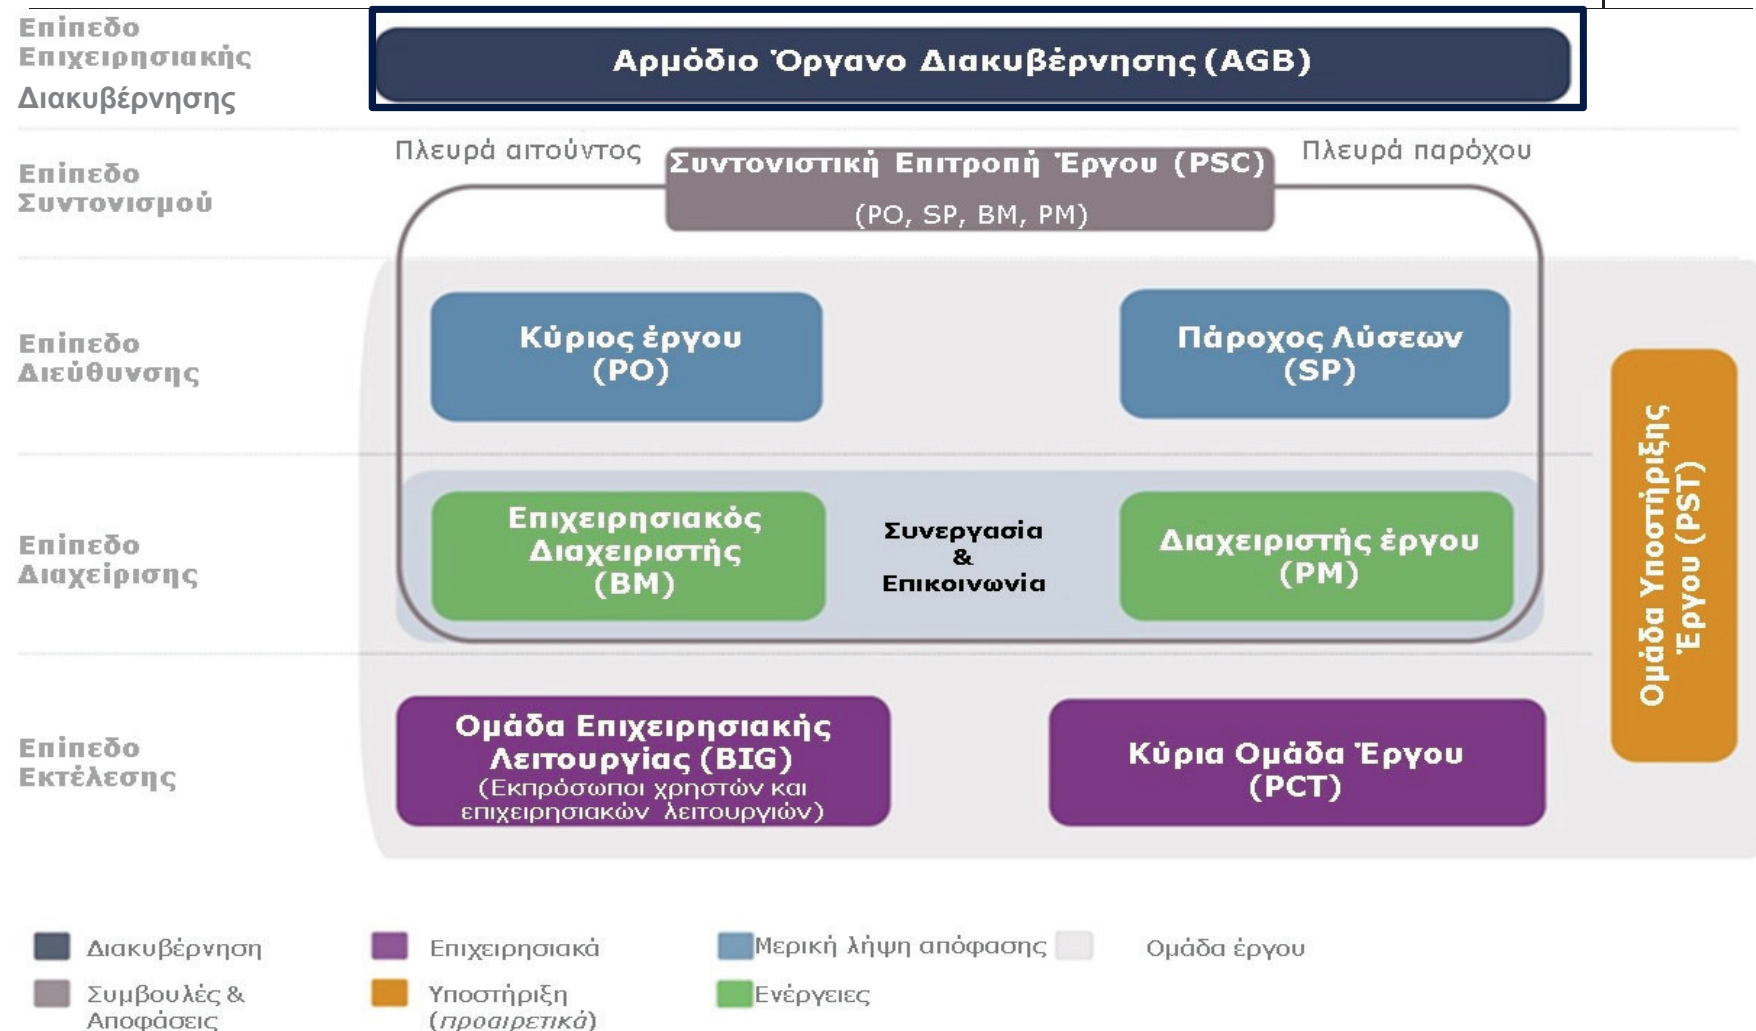 Επίπεδο
Επιχειρησιακής
Διακυβέρνησης
Αρμόδιο Όργανο Διακυβέρνησης (AGB)
Πλευρά αιτούντος
Πλευρά παρόχου
Επίπεδο
Συντονισμού
Συντονιστική Επιτροπή Έργου (PSC)
(PO, SP, BM, PM)
Επίπεδο
Διεύθυνσης
Κύριος έργου
(PO)
Πάροχος Λύσεων
(SP)
Επίπεδο
Διαχείρισης
Επιχειρησιακός
Διαχειριστής
(BM)
Συνεργασία
&
Επικοινωνία
Διαχειριστής έργου
(PM)
Ομάδα Υποστήριξης
Έργου (PST)
Επίπεδο
Εκτέλεσης
Ομάδα Επιχειρησιακής
Λειτουργίας (BIG)
(Εκπρόσωποι χρηστών και
επιχειρησιακών λειτουργιών)
Κύρια Ομάδα Έργου
(PCT)
Διακυβέρνηση
Επιχειρησιακά
Μερική λήψη απόφασης
Ομάδα έργου
Συμβουλές &
Αποφάσεις
Υποστήριξη
(προαιρετικά)
Ενέργειες